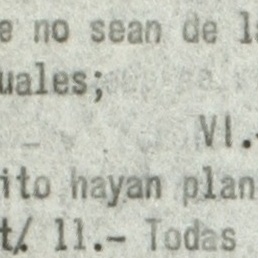 e no sean de la
uales;
VI.-
ito hayan plan
t/. 11.- Todas